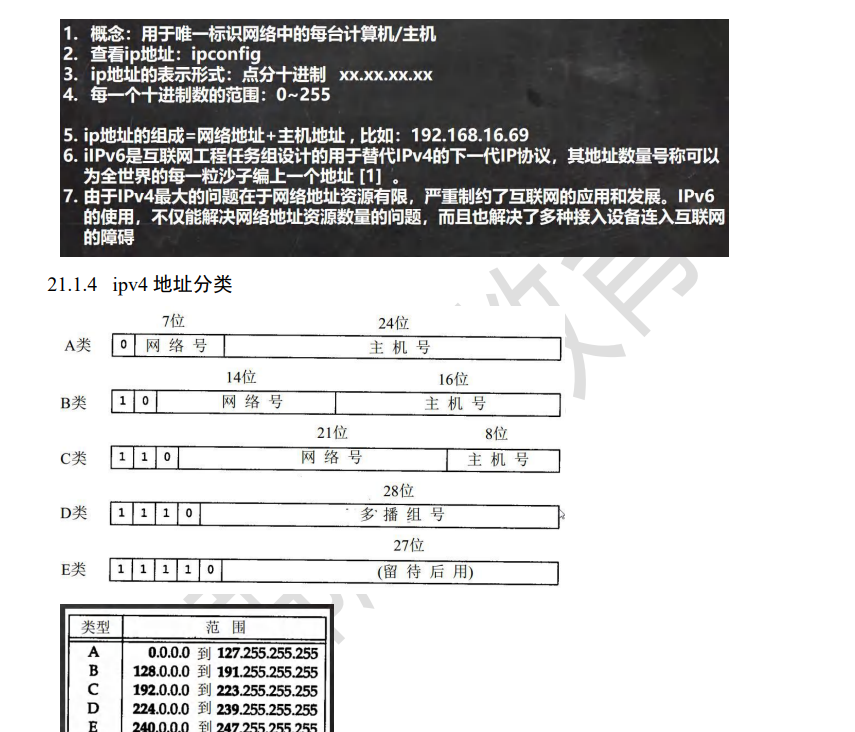 1. 概念：用于唯一标识网络中的每台计算机/主机
2. 查看ip地址：ipconfig
3. ip地址的表示形式：点分十进制 xx.xx.xx.xx
4. 每一个十进制数的范围：0~255
5. ip地址的组成=网络地址+主机地址 , 比如：192.168.16.69
6. iIPv6是互联网工程任务组设计的用于替代IPv4的下一代IP协议，其地址数量号称可以
为全世界的每一粒沙子编上一个地址 [1] 。
7. 由于IPv4最大的问题在于网络地址资源有限，严重制约了互联网的应用和发展。IPv6
的使用，不仅能解决网络地址资源数量的问题，而且也解决了多种接入设备连入互联网
的障碍
21.1.4 ipv4 地址分类
7位 24位
A类 0 网络号 主机号
14位 16位
B类 1 0 网络号 主机号
21位 8位
C类 1 1 0 网络号 主机号
28位
D类 1 1 1 0 多播组号
27位
E类 1 1 1 1 0 (留待后用)
类型 范围
A 0.0.0.0 到 127.255.255.255
B 128.0.0.0 到 191.255.255.255
C 192.0.0.0 到 223.255.255.255
D 224.0.0.0 到 239.255.255.255
E 240.0.0.0 到 247.255.255.255